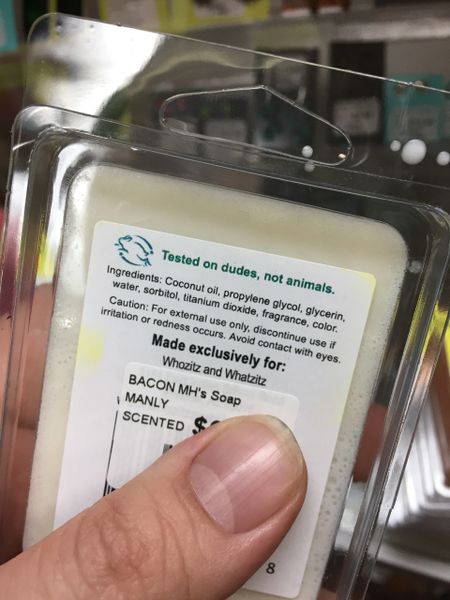 Tested on dudes, not animals.
Ingredients: Coconut oil, propylene glycol, glycerin,
water, sorbitol, titanium dioxide, fragrance, color.
Caution: For external use only, discontinue use if
irritation or redness occurs. Avoid contact with eyes.
Made exclusively for:
Whozitz and Whatzitz
BACON MH's Soap
MANLY
SCENTED $
8